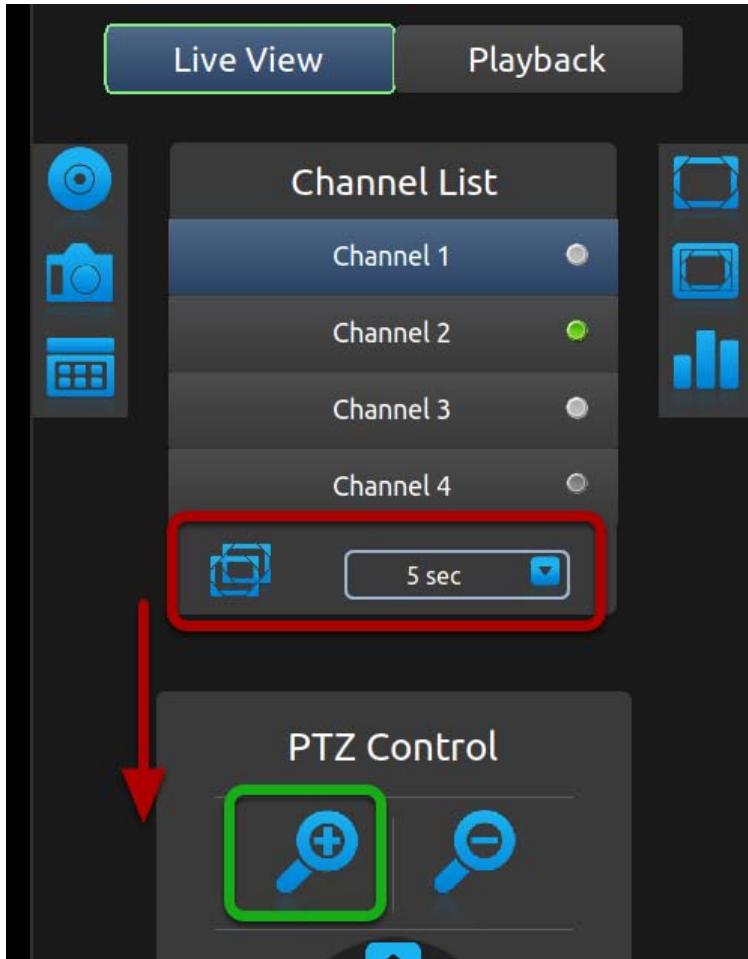 Live View
Playback
Channel List
Channel 1
Channel 2
Channel 3
Channel 4
5 sec
PTZ Control